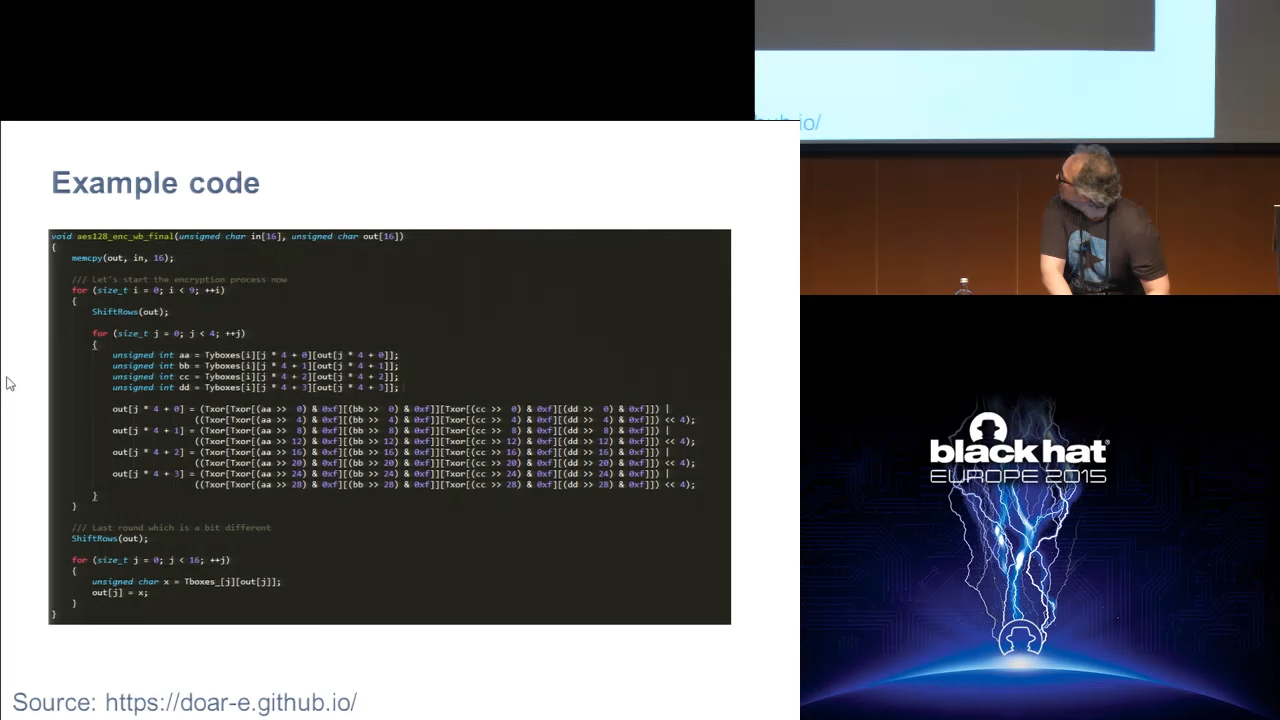 hub.io/
Example code
void aes128_enc_wb_final(unsigned char in[16], unsigned char out[16])
{
memcpy(out, in, 16);
/// Let's start the encryption process now
for (size_t i = 0; i < 9; ++i)
{
ShiftRows(out);
for (size_t j = 0; j < 4; ++j)
{
unsigned int aa = Tyboxes[i][j * 4 + 0][out[j * 4 + 0]];
unsigned int bb = Tyboxes[i][j * 4 + 1][out[j * 4 + 1]];
unsigned int cc = Tyboxes[i][j * 4 + 2][out[j * 4 + 2]];
unsigned int dd = Tyboxes[i][j * 4 + 3][out[j * 4 + 3]];
out[j * 4 + 0] = (Txor[Txor[(aa >> 0) & 0xf][(bb >> 0) & 0xf]][Txor[(cc >> 0) & 0xf][(dd >> 0) & 0xf]]) |
((Txor[Txor[(aa >> 4) & 0xf][(bb >> 4) & 0xf]][Txor[(cc >> 4) & 0xf][(dd >> 4) & 0xf]]) << 4);
out[j * 4 + 1] = (Txor[Txor[(aa >> 8) & 0xf][(bb >> 8) & 0xf]][Txor[(cc >> 8) & 0xf][(dd >> 8) & 0xf]]) |
((Txor[Txor[(aa >> 12) & 0xf][(bb >> 12) & 0xf]][Txor[(cc >> 12) & 0xf][(dd >> 12) & 0xf]]) << 4);
out[j * 4 + 2] = (Txor[Txor[(aa >> 16) & 0xf][(bb >> 16) & 0xf]][Txor[(cc >> 16) & 0xf][(dd >> 16) & 0xf]]) |
((Txor[Txor[(aa >> 20) & 0xf][(bb >> 20) & 0xf]][Txor[(cc >> 20) & 0xf][(dd >> 20) & 0xf]]) << 4);
out[j * 4 + 3] = (Txor[Txor[(aa >> 24) & 0xf][(bb >> 24) & 0xf]][Txor[(cc >> 24) & 0xf][(dd >> 24) & 0xf]]) |
((Txor[Txor[(aa >> 28) & 0xf][(bb >> 28) & 0xf]][Txor[(cc >> 28) & 0xf][(dd >> 28) & 0xf]]) << 4);
}
}
/// Last round which is a bit different
ShiftRows(out);
for (size_t j = 0; j < 16; ++j)
{
unsigned char x = Tboxes_[j][out[j]];
out[j] = x;
}
}
Source: https://doar-e.github.io/
black hat®
EUROPE 2015